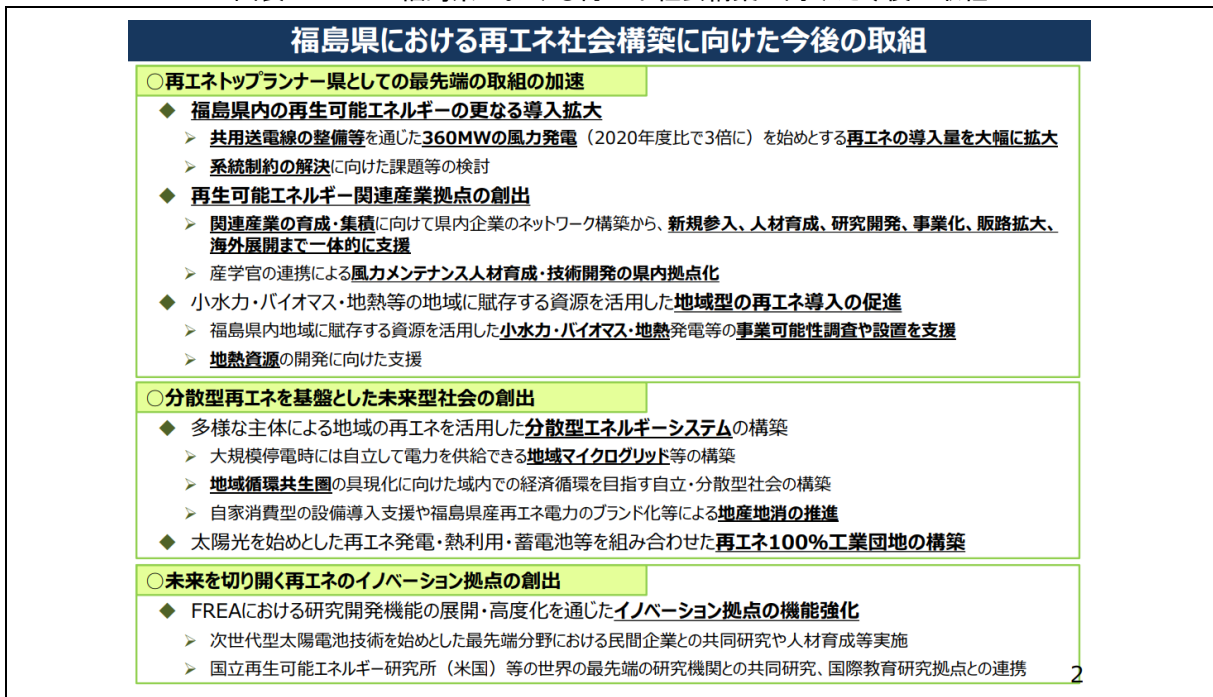 福島県における再エネ社会構築に向けた今後の取組
○再エネトップランナー県としての最先端の取組の加速
◆ 福島県内の再生可能エネルギーの更なる導入拡大
➢ 共用送電線の整備等を通じた360MWの風力発電（2020年度比で3倍に）を始めとする再エネの導入量を大幅に拡大
➢ 系統制約の解決に向けた課題等の検討
◆ 再生可能エネルギー関連産業拠点の創出
➢ 関連産業の育成・集積に向けて県内企業のネットワーク構築から、新規参入、人材育成、研究開発、事業化、販路拡大、
海外展開まで一体的に支援
➢ 産学官の連携による風力メンテナンス人材育成・技術開発の県内拠点化
◆ 小水力・バイオマス・地熱等の地域に賦存する資源を活用した地域型の再エネ導入の促進
➢ 福島県内地域に賦存する資源を活用した小水力・バイオマス・地熱発電等の事業可能性調査や設置を支援
➢ 地熱資源の開発に向けた支援
○分散型再エネを基盤とした未来型社会の創出
◆ 多様な主体による地域の再エネを活用した分散型エネルギーシステムの構築
➢ 大規模停電時には自立して電力を供給できる地域マイクログリッド等の構築
➢ 地域循環共生圏の具現化に向けた域内での経済循環を目指す自立・分散型社会の構築
➢ 自家消費型の設備導入支援や福島県産再エネ電力のブランド化等による地産地消の推進
◆ 太陽光を始めとした再エネ発電・熱利用・蓄電池等を組み合わせた再エネ100%工業団地の構築
○未来を切り開く再エネのイノベーション拠点の創出
◆ FREAにおける研究開発機能の展開・高度化を通じたイノベーション拠点の機能強化
➢ 次世代型太陽電池技術を始めとした最先端分野における民間企業との共同研究や人材育成等実施
➢ 国立再生可能エネルギー研究所（米国）等の世界の最先端の研究機関との共同研究、国際教育研究拠点との連携
2